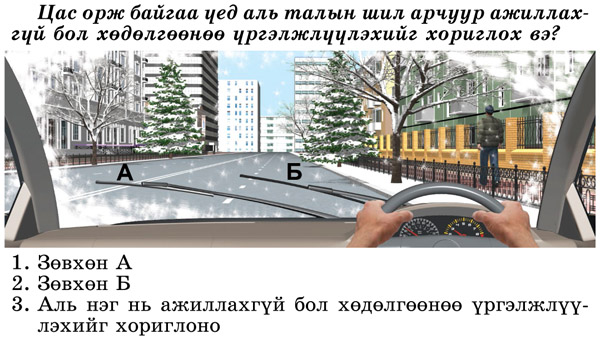 Цас орж байгаа үед аль талын шил арчуур ажиллах-
гүй бол хөдөлгөөнөө үргэлжлүүлэхийг хориглох вэ?
А
Б
1. Зөвхөн А
2. Зөвхөн Б
3. Аль нэг нь ажиллахгүй бол хөдөлгөөнөө үргэлжлүү-
лэхийг хориглоно